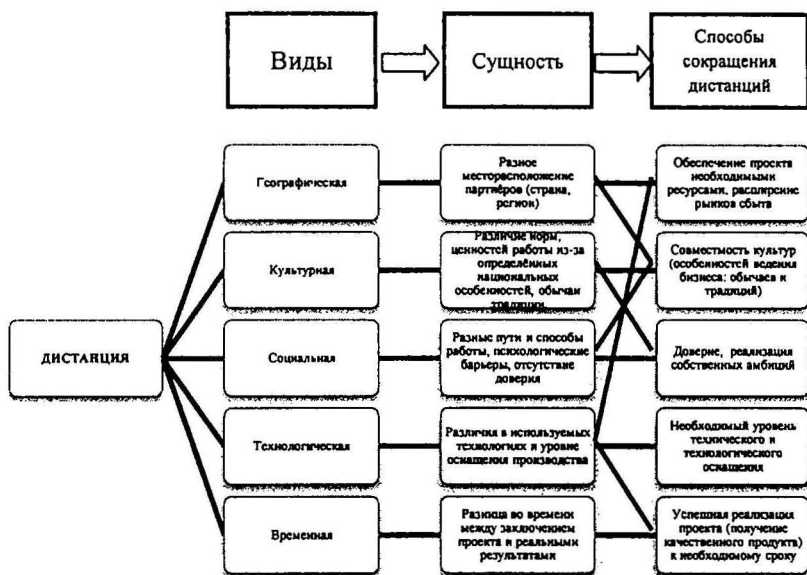 Виды
Сущность
Способы
сокращения
дистанций
Географическая
Разное
месторасположение
партнёров (страна,
регион)
Обеспечение проекта
необходимыми
ресурсами, расширение
рынков сбыта
Культурная
Различие норм,
ценностей работы из-за
определённых
национальных
особенностей, обычаи
традиции.
Совместность культур
(особенностей ведения
бизнеса: обычаев и
традиций)
ДИСТАНЦИЯ
Социальная
Разные пути и способы
работы, психологические
барьеры, отсутствие
доверия
Доверие, реализация
собственных амбиций
Технологическая
Различия в используемых
технологиях и уровне
оснащения производства
Необходимый уровень
технического и
технологического
оснащения
Временная
Разница во времени
между заключением
проекта и реальными
результатами
Успешная реализация
проекта (получение
качественного продукта)
к необходимому сроку